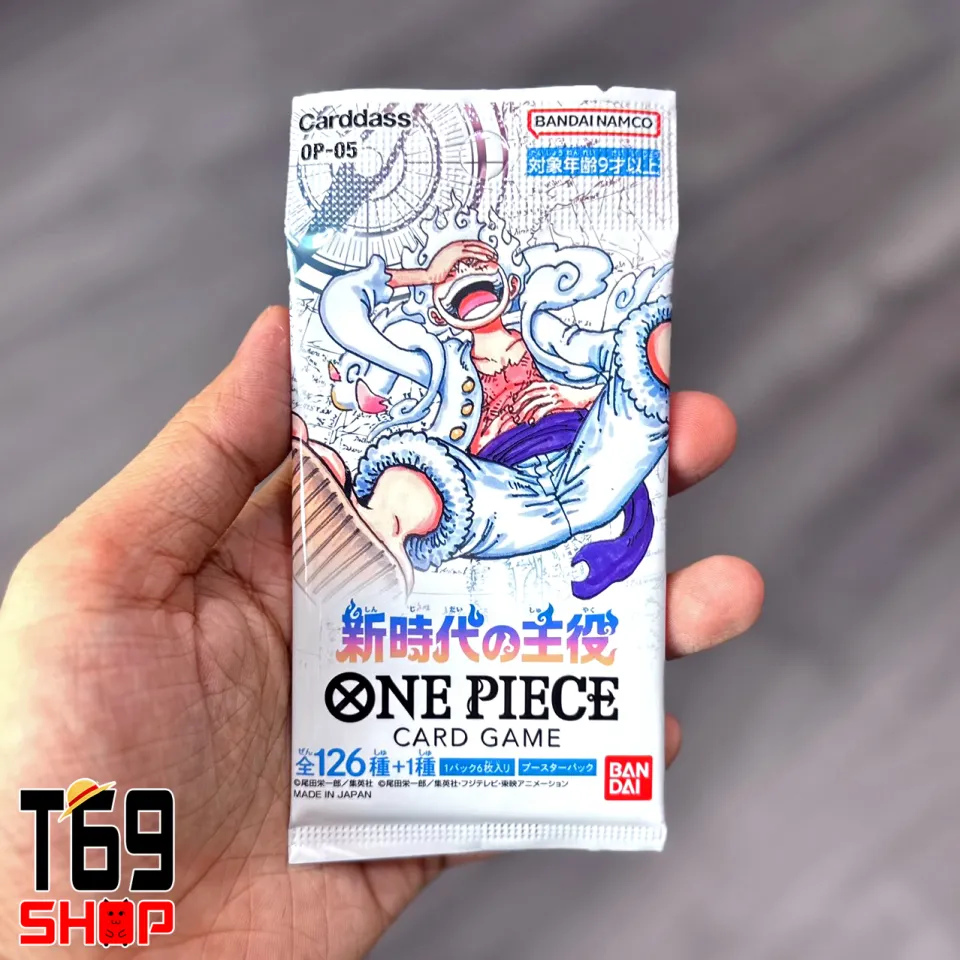 Carddass
OP-05
BANDAI NAMCO
対象年齢9才以上
新時代の主役
ONE PIECE
CARD GAME
全126種+1種 1パック6枚入り ブースターパック
©尾田栄一郎/集英社 ©尾田栄一郎/集英社・フジテレビ・東映アニメーション
MADE IN JAPAN
BAN
DAI
T69
SHOP